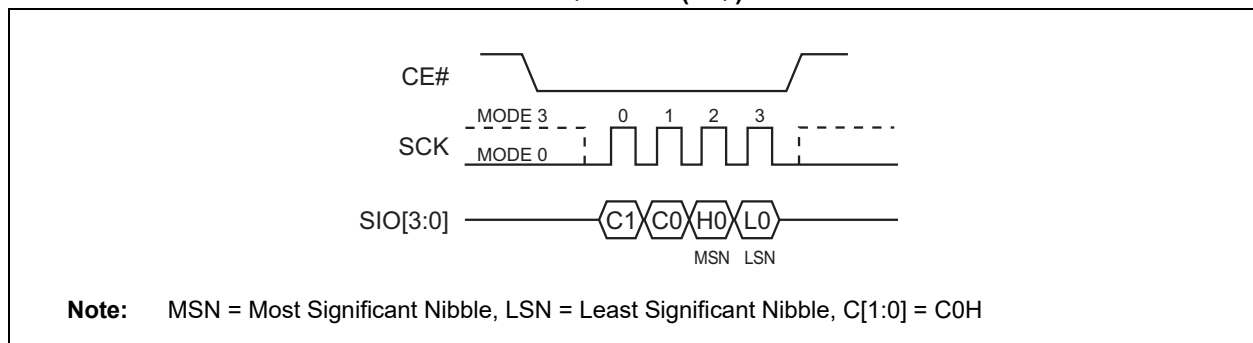 CE#
MODE 3 0 1 2 3
SCK
MODE 0
SIO[3:0] C1 C0 H0 L0
MSN LSN
Note: MSN = Most Significant Nibble, LSN = Least Significant Nibble, C[1:0] = C0H